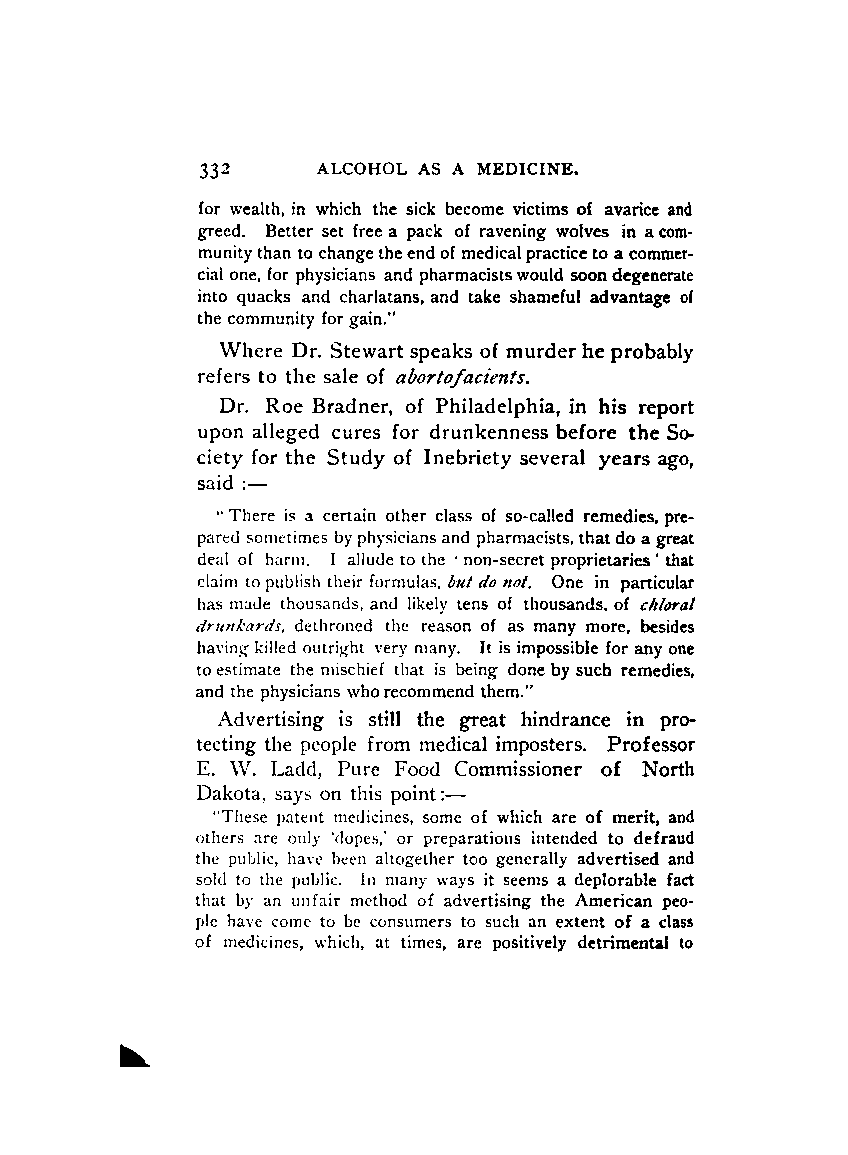 332 ALCOHOL AS A MEDICINE.
for wealth, in which the sick become victims of avarice and
greed. Better set free a pack of ravening wolves in a com-
munity than to change the end of medical practice to a commer-
cial one, for physicians and pharmacists would soon degenerate
into quacks and charlatans, and take shameful advantage of
the community for gain."
Where Dr. Stewart speaks of murder he probably
refers to the sale of abortofacients.
Dr. Roe Bradner, of Philadelphia, in his report
upon alleged cures for drunkenness before the So-
ciety for the Study of Inebriety several years ago,
said :—
"There is a certain other class of so-called remedies, pre-
pared sometimes by physicians and pharmacists, that do a great
deal of harm. I allude to the 'non-secret proprietaries' that
claim to publish their formulas, but do not. One in particular
has made thousands, and likely tens of thousands, of chloral
drunkards, dethroned the reason of as many more, besides
having killed outright very many. It is impossible for any one
to estimate the mischief that is being done by such remedies,
and the physicians who recommend them."
Advertising is still the great hindrance in pro-
tecting the people from medical imposters. Professor
E. W. Ladd, Pure Food Commissioner of North
Dakota, says on this point :—
"These patent medicines, some of which are of merit, and
others are only 'dopes,' or preparations intended to defraud
the public, have been altogether too generally advertised and
sold to the public. In many ways it seems a deplorable fact
that by an unfair method of advertising the American peo-
ple have come to be consumers to such an extent of a class
of medicines, which, at times, are positively detrimental to